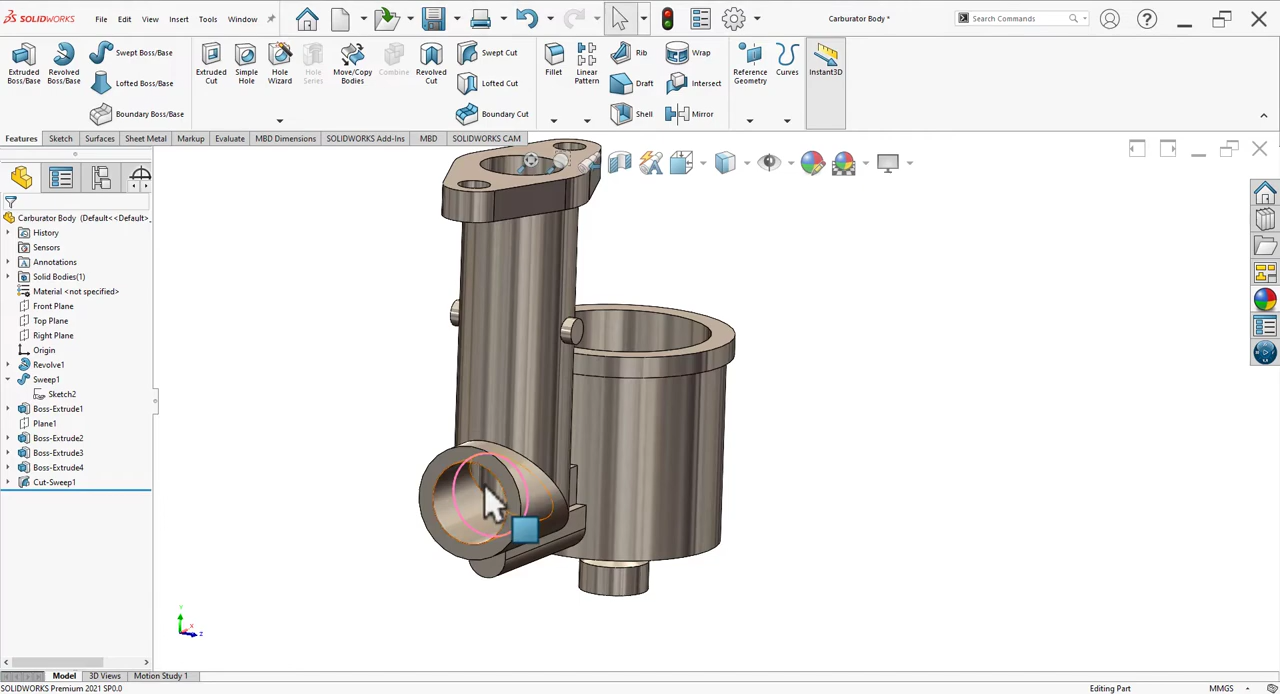 SOLIDWORKS File Edit View Insert Tools Window Carburator Body * Search Commands
Extruded Boss/Base
Revolved Boss/Base
Swept Boss/Base
Lofted Boss/Base
Boundary Boss/Base
Extruded Cut
Simple Hole
Hole Wizard
Hole Series
Move/Copy Bodies
Combine
Revolved Cut
Swept Cut
Lofted Cut
Boundary Cut
Fillet
Linear Pattern
Rib
Draft
Shell
Wrap
Intersect
Mirror
Reference Geometry
Curves
Instant3D
Features Sketch Surfaces Sheet Metal Markup Evaluate MBD Dimensions SOLIDWORKS Add-Ins MBD SOLIDWORKS CAM
Carburator Body (Default<<Default>_
History
Sensors
Annotations
Solid Bodies(1)
Material <not specified>
Front Plane
Top Plane
Right Plane
Origin
Revolve1
Sweep1
Sketch2
Boss-Extrude1
Plane1
Boss-Extrude2
Boss-Extrude3
Boss-Extrude4
Cut-Sweep1
Y
X
Z
Model 3D Views Motion Study 1
SOLIDWORKS Premium 2021 SP0.0 Editing Part MMGS